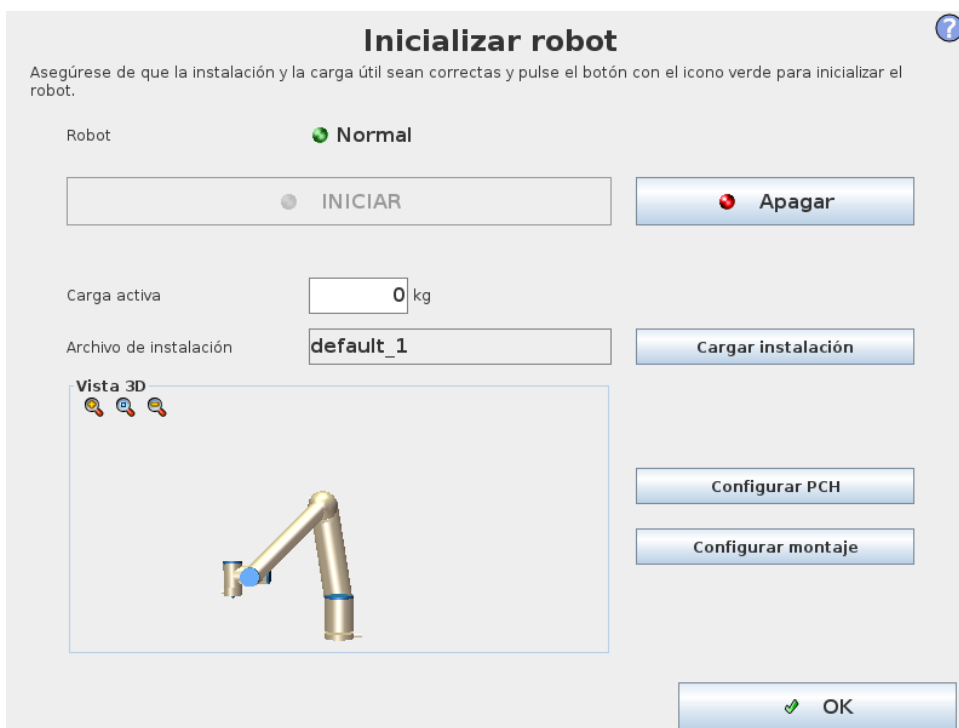 Inicializar robot
?
Asegúrese de que la instalación y la carga útil sean correctas y pulse el botón con el icono verde para inicializar el
robot.
Robot
Normal
INICIAR
Apagar
Carga activa
0 kg
Archivo de instalación
default_1
Cargar instalación
Vista 3D
Configurar PCH
Configurar montaje
OK